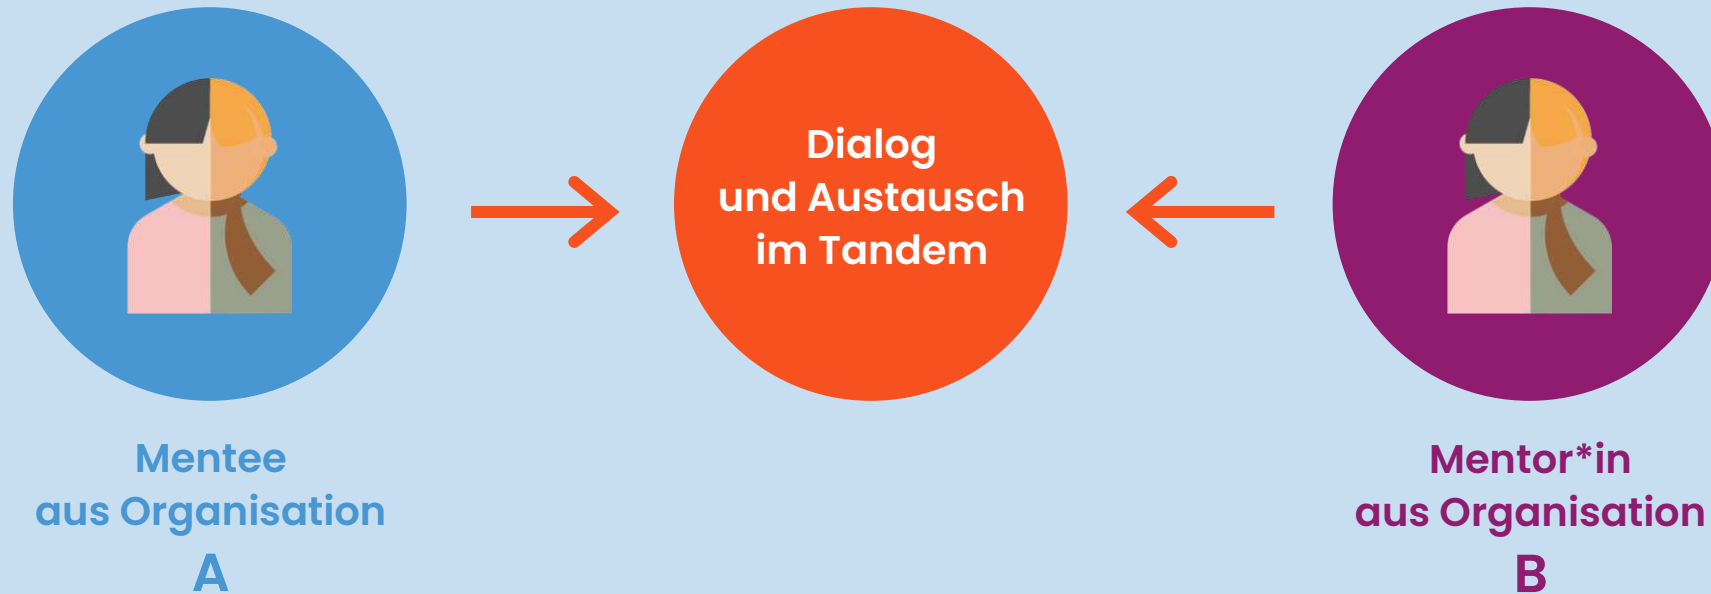 Dialog
und Austausch
im Tandem
Mentee
aus Organisation
A
Mentor*in
aus Organisation
B